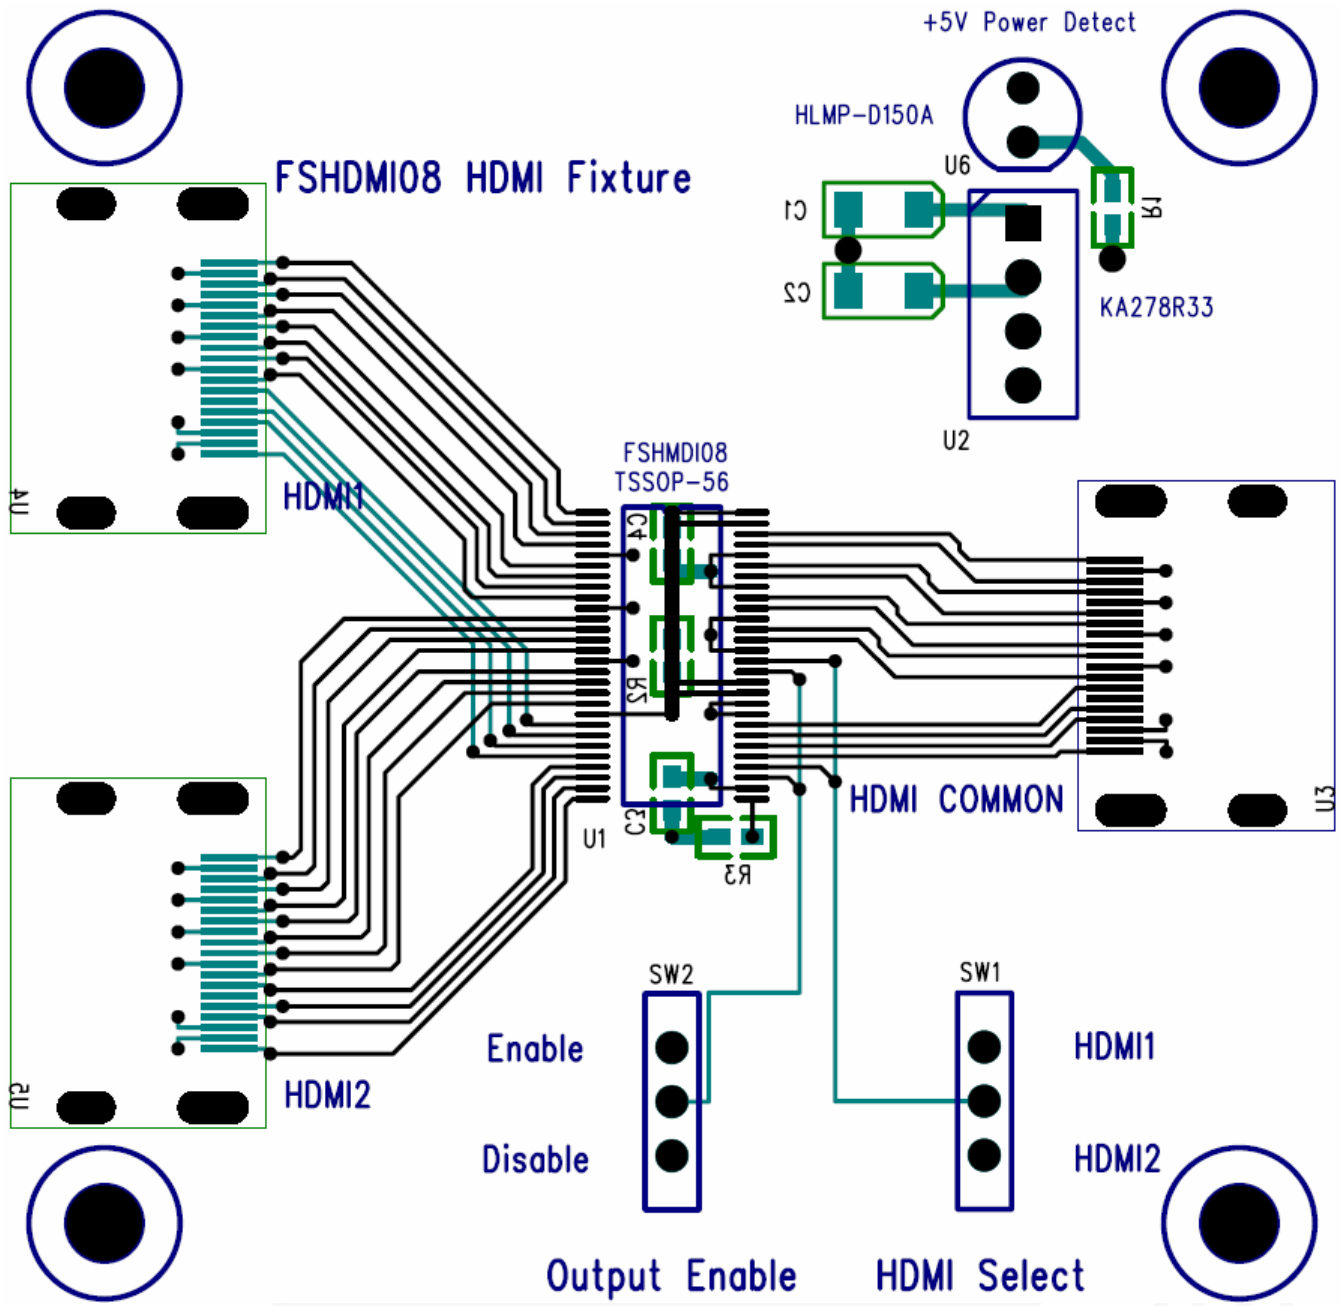 +5V Power Detect
HLMP-D150A
U6
FSHDMI08 HDMI Fixture
C1
R1
C2
KA278R33
U2
FSHMDI08
TSSOP-56
U4
HDMI1
C4
R2
HDMI COMMON
U3
C3
U1
R3
SW2
SW1
Enable
HDMI1
U5
HDMI2
Disable
HDMI2
Output Enable
HDMI Select